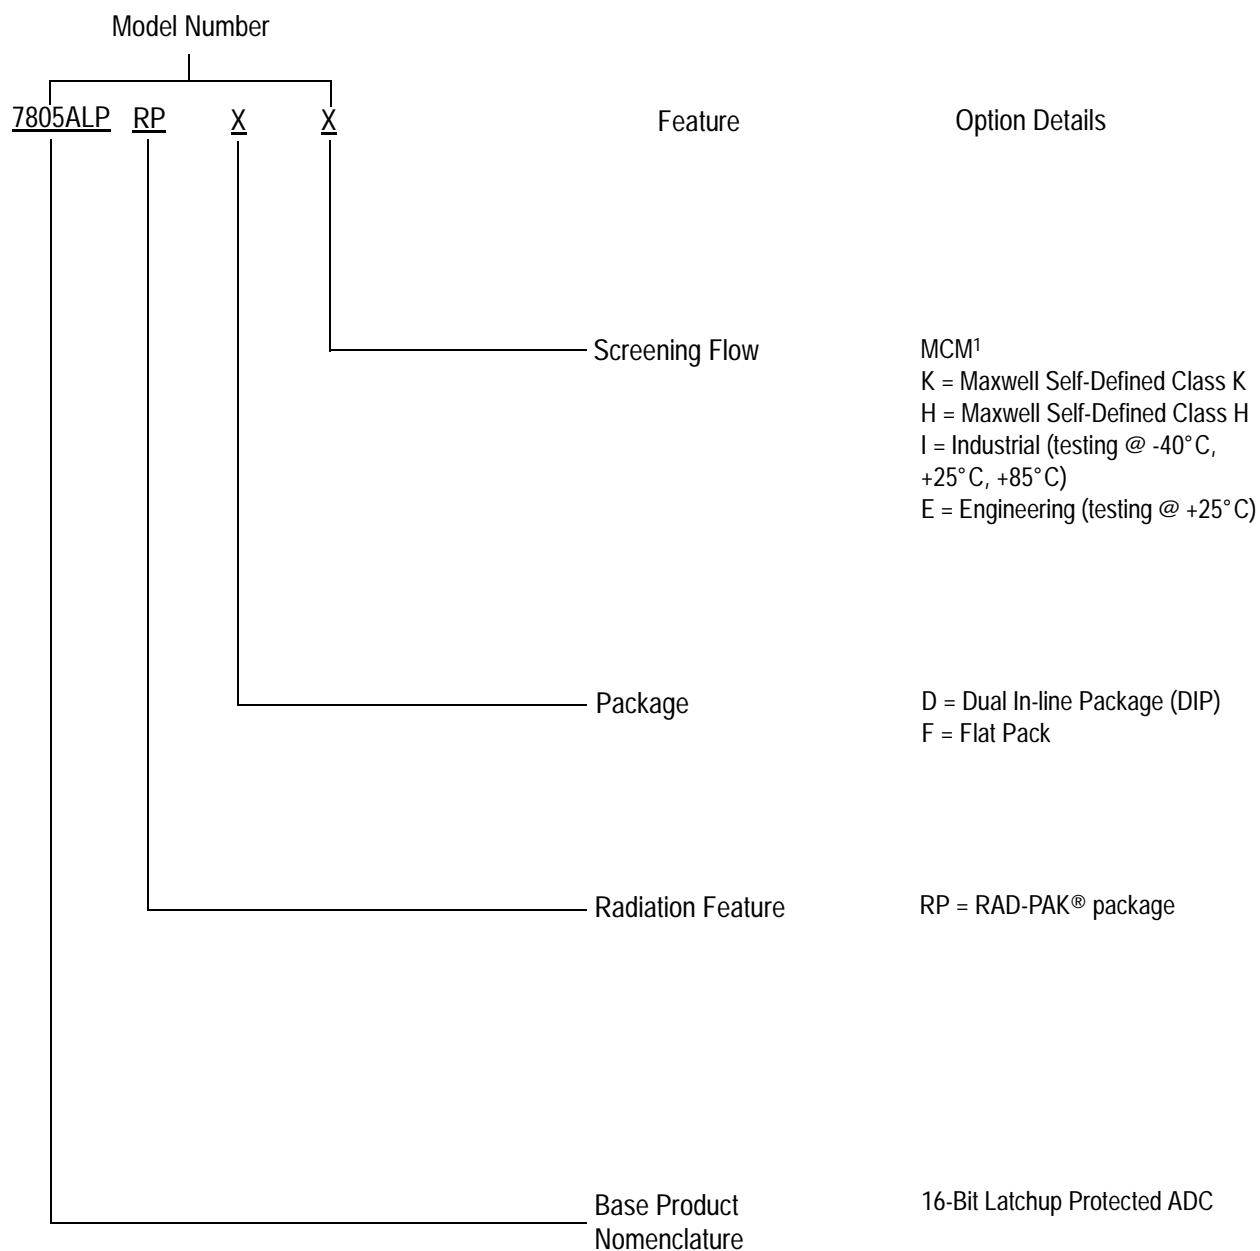 Model Number
7805ALP RP X X Feature Option Details
Screening Flow MCM¹
K = Maxwell Self-Defined Class K
H = Maxwell Self-Defined Class H
I = Industrial (testing @ -40°C,
+25°C, +85°C)
E = Engineering (testing @ +25°C)
Package D = Dual In-line Package (DIP)
F = Flat Pack
Radiation Feature RP = RAD-PAK® package
Base Product 16-Bit Latchup Protected ADC
Nomenclature